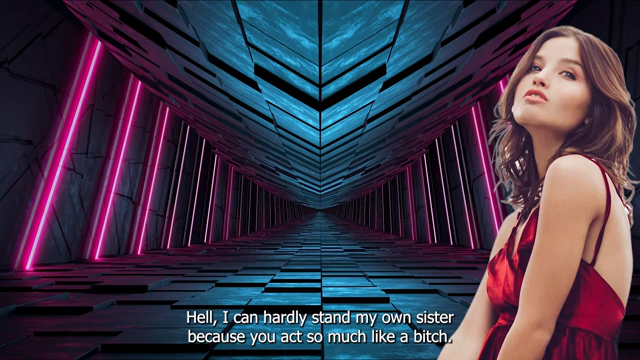 Hell, I can hardly stand my own sister
because you act so much like a bitch.